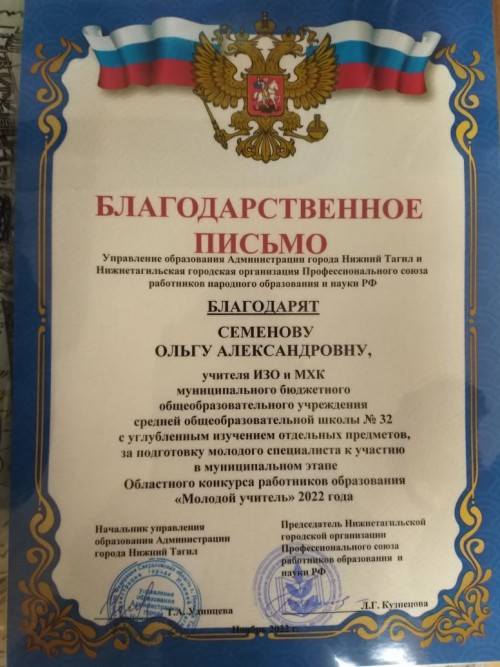 БЛАГОДАРСТВЕННОЕ
ПИСЬМО
Управление образования Администрации города Нижний Тагил и
Нижнетагильская городская организация Профессионального союза
работников народного образования и науки РФ
БЛАГОДАРЯТ
СЕМЕНОВУ
ОЛЬГУ АЛЕКСАНДРОВНУ,
учителя ИЗО и МХК
муниципального бюджетного
общеобразовательного учреждения
средней общеобразовательной школы № 32
с углубленным изучением отдельных предметов,
за подготовку молодого специалиста к участию
в муниципальном этапе
Областного конкурса работников образования
«Молодой учитель» 2022 года
Начальник управления
образования Администрации
города Нижний Тагил
Т.А. Удинцева
Председатель Нижнетагильской
городской организации
Профессионального союза
работников образования и
науки РФ
Л.Г. Кузнецова
Ноябрь 2022 г.